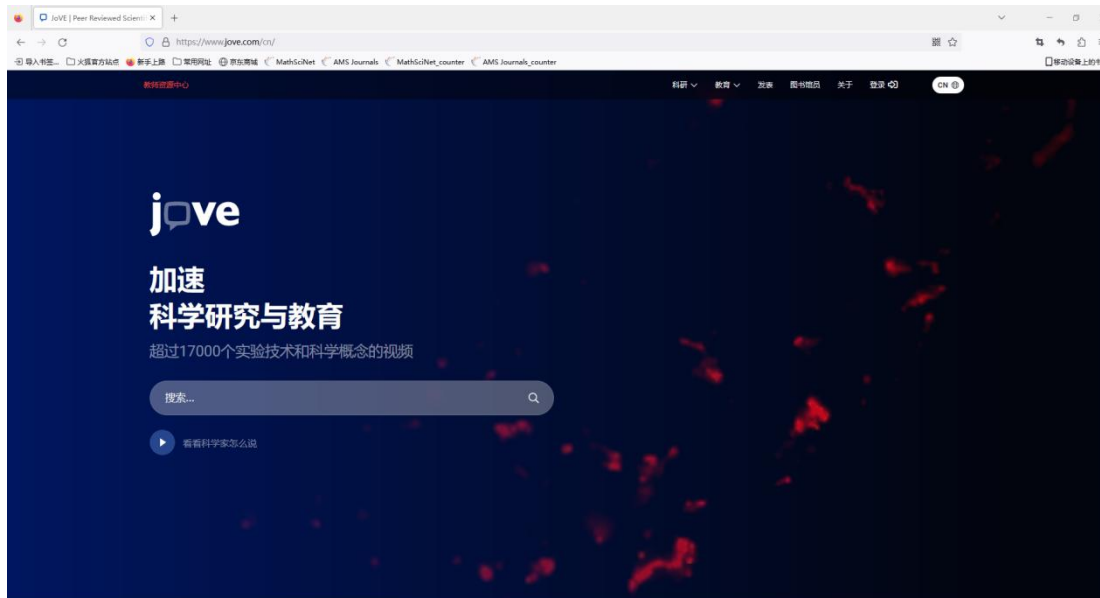 JoVE | Peer Reviewed Scienti
https://www.jove.com/cn/
导入书签... 火狐官方站点 新手上路 常用网址 京东商城 MathSciNet AMS Journals MathSciNet_counter AMS Journals_counter
移动设备上的书
教师资源中心 科研 教育 发表 图书馆员 关于 登录 CN
jove
加速
科学研究与教育
超过17000个实验技术和科学概念的视频
搜索...
看看科学家怎么说